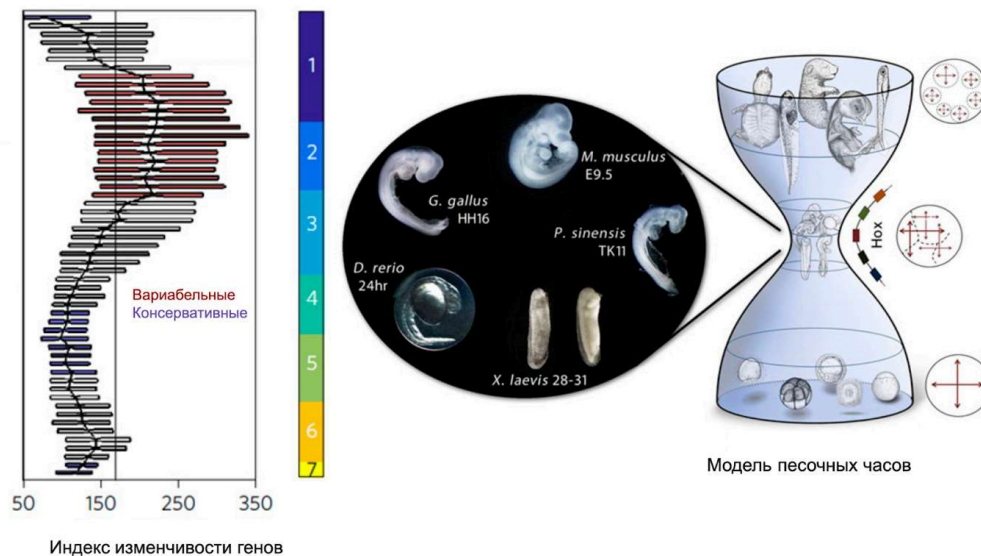 1
2
3
4
5
6
7
Вариабельные
Консервативные
50
150
250
350
Индекс изменчивости генов
M. musculus
E9.5
G. gallus
HH16
P. sinensis
TK11
D. rerio
24hr
X. laevis 28-31
Hox
Модель песочных часов